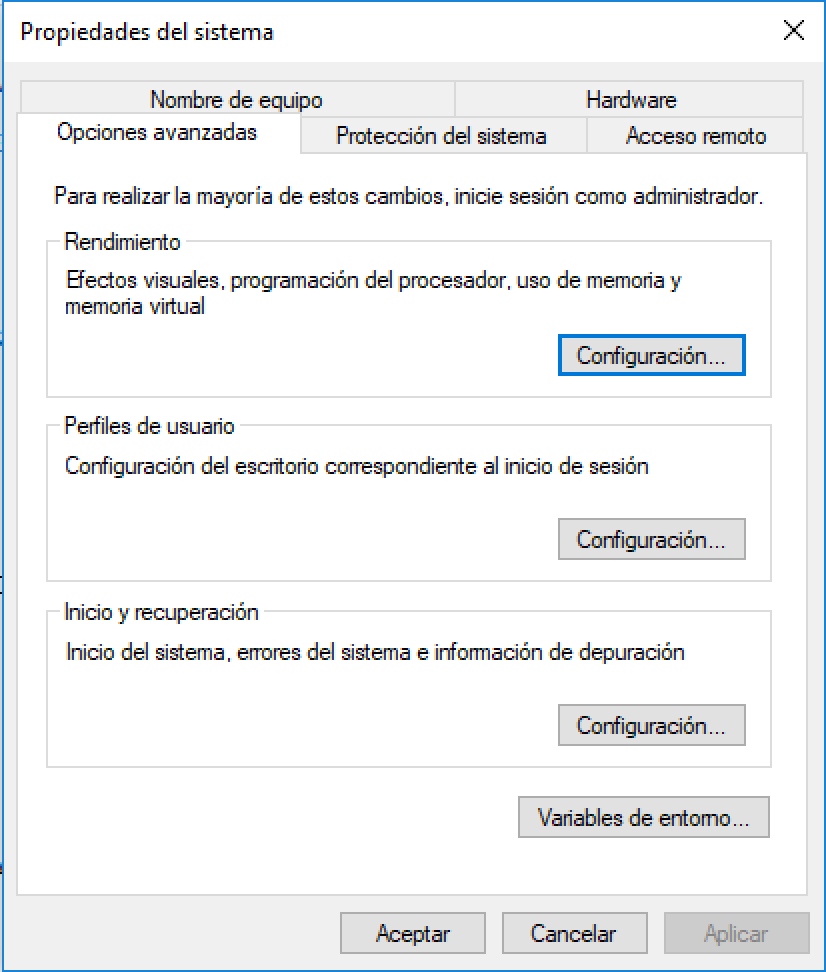 Propiedades del sistema
Nombre de equipo
Hardware
Opciones avanzadas
Protección del sistema
Acceso remoto
Para realizar la mayoría de estos cambios, inicie sesión como administrador.
Rendimiento
Efectos visuales, programación del procesador, uso de memoria y
memoria virtual
Configuración...
Perfiles de usuario
Configuración del escritorio correspondiente al inicio de sesión
Configuración...
Inicio y recuperación
Inicio del sistema, errores del sistema e información de depuración
Configuración...
Variables de entorno...
Aceptar
Cancelar
Aplicar